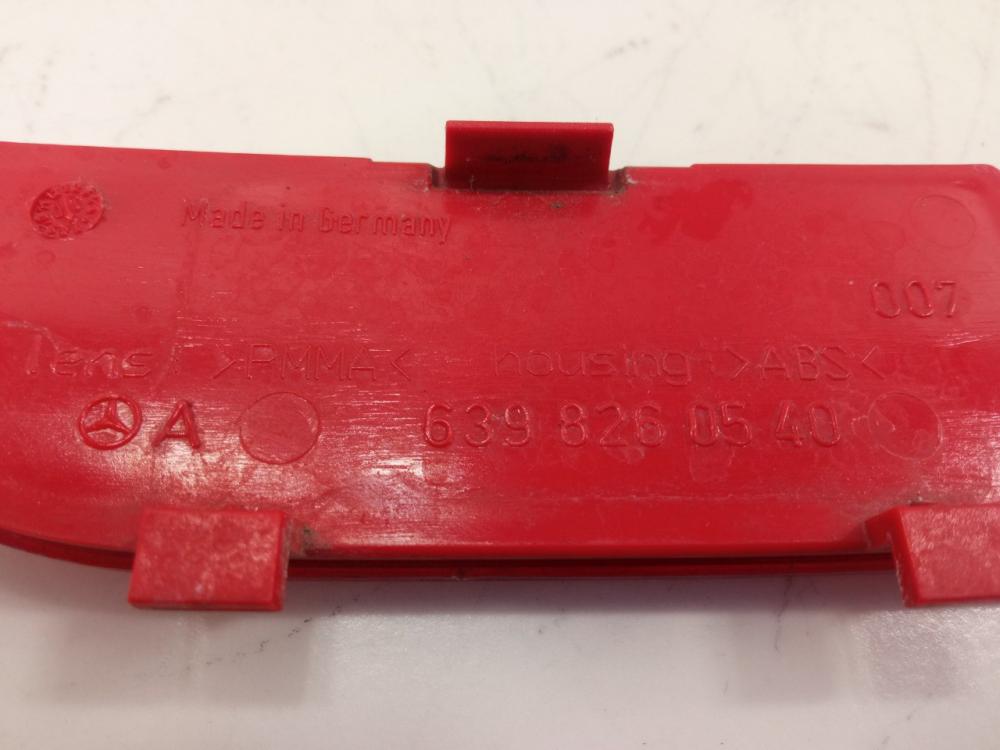 Made in Germany
007
lens >PMMA< housing >ABS<
A 639 826 05 40